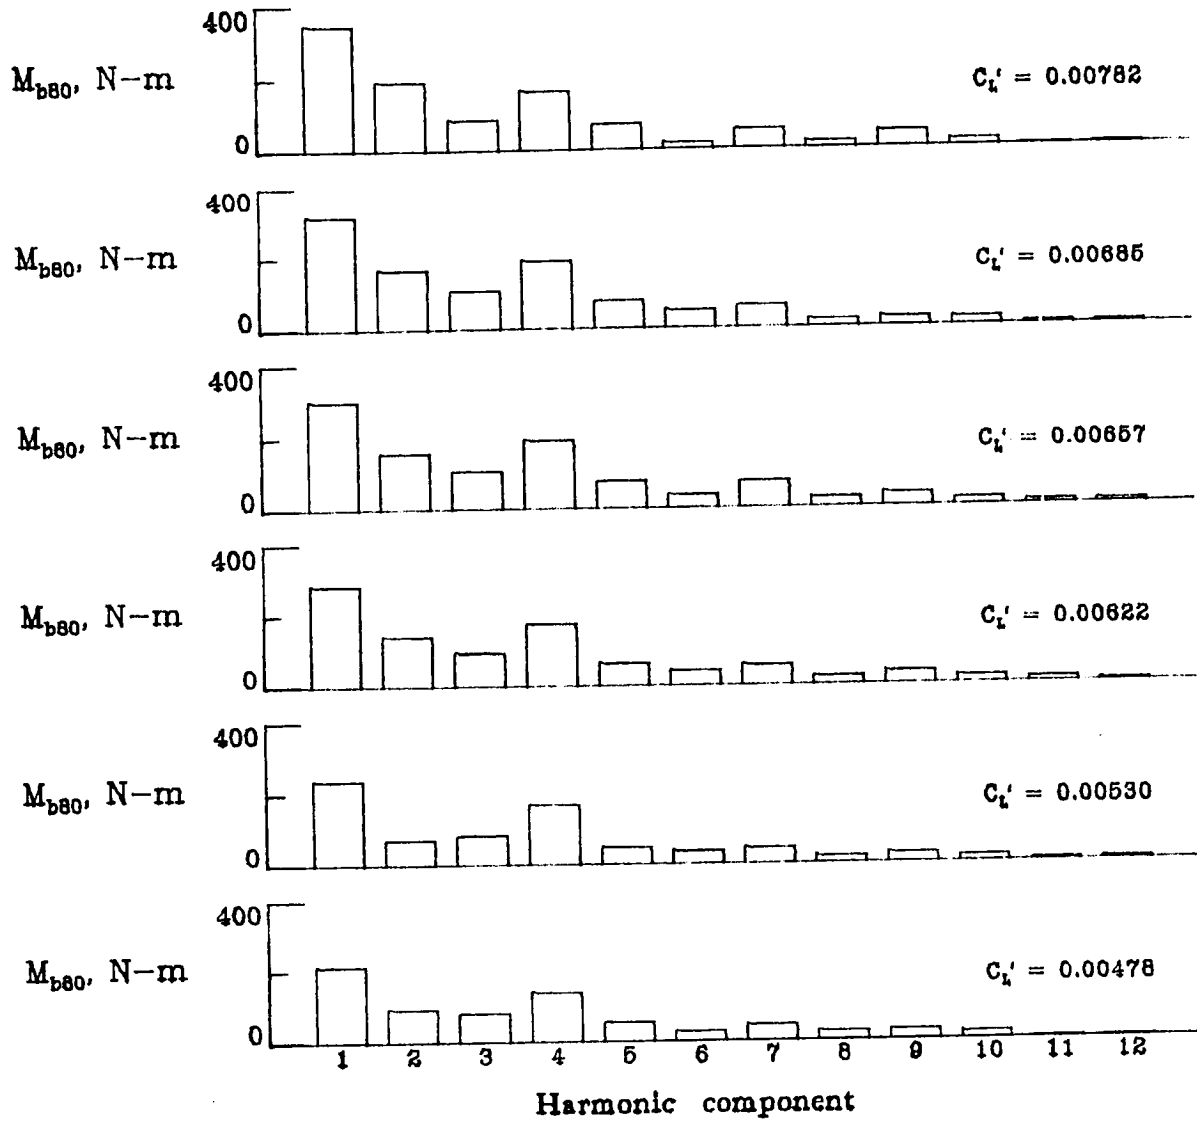 400
M_b80, N-m
C_L' = 0.00782
0
400
M_b80, N-m
C_L' = 0.00685
0
400
M_b80, N-m
C_L' = 0.00657
0
400
M_b80, N-m
C_L' = 0.00622
0
400
M_b80, N-m
C_L' = 0.00530
0
400
M_b80, N-m
C_L' = 0.00478
0
1 2 3 4 5 6 7 8 9 10 11 12
Harmonic component